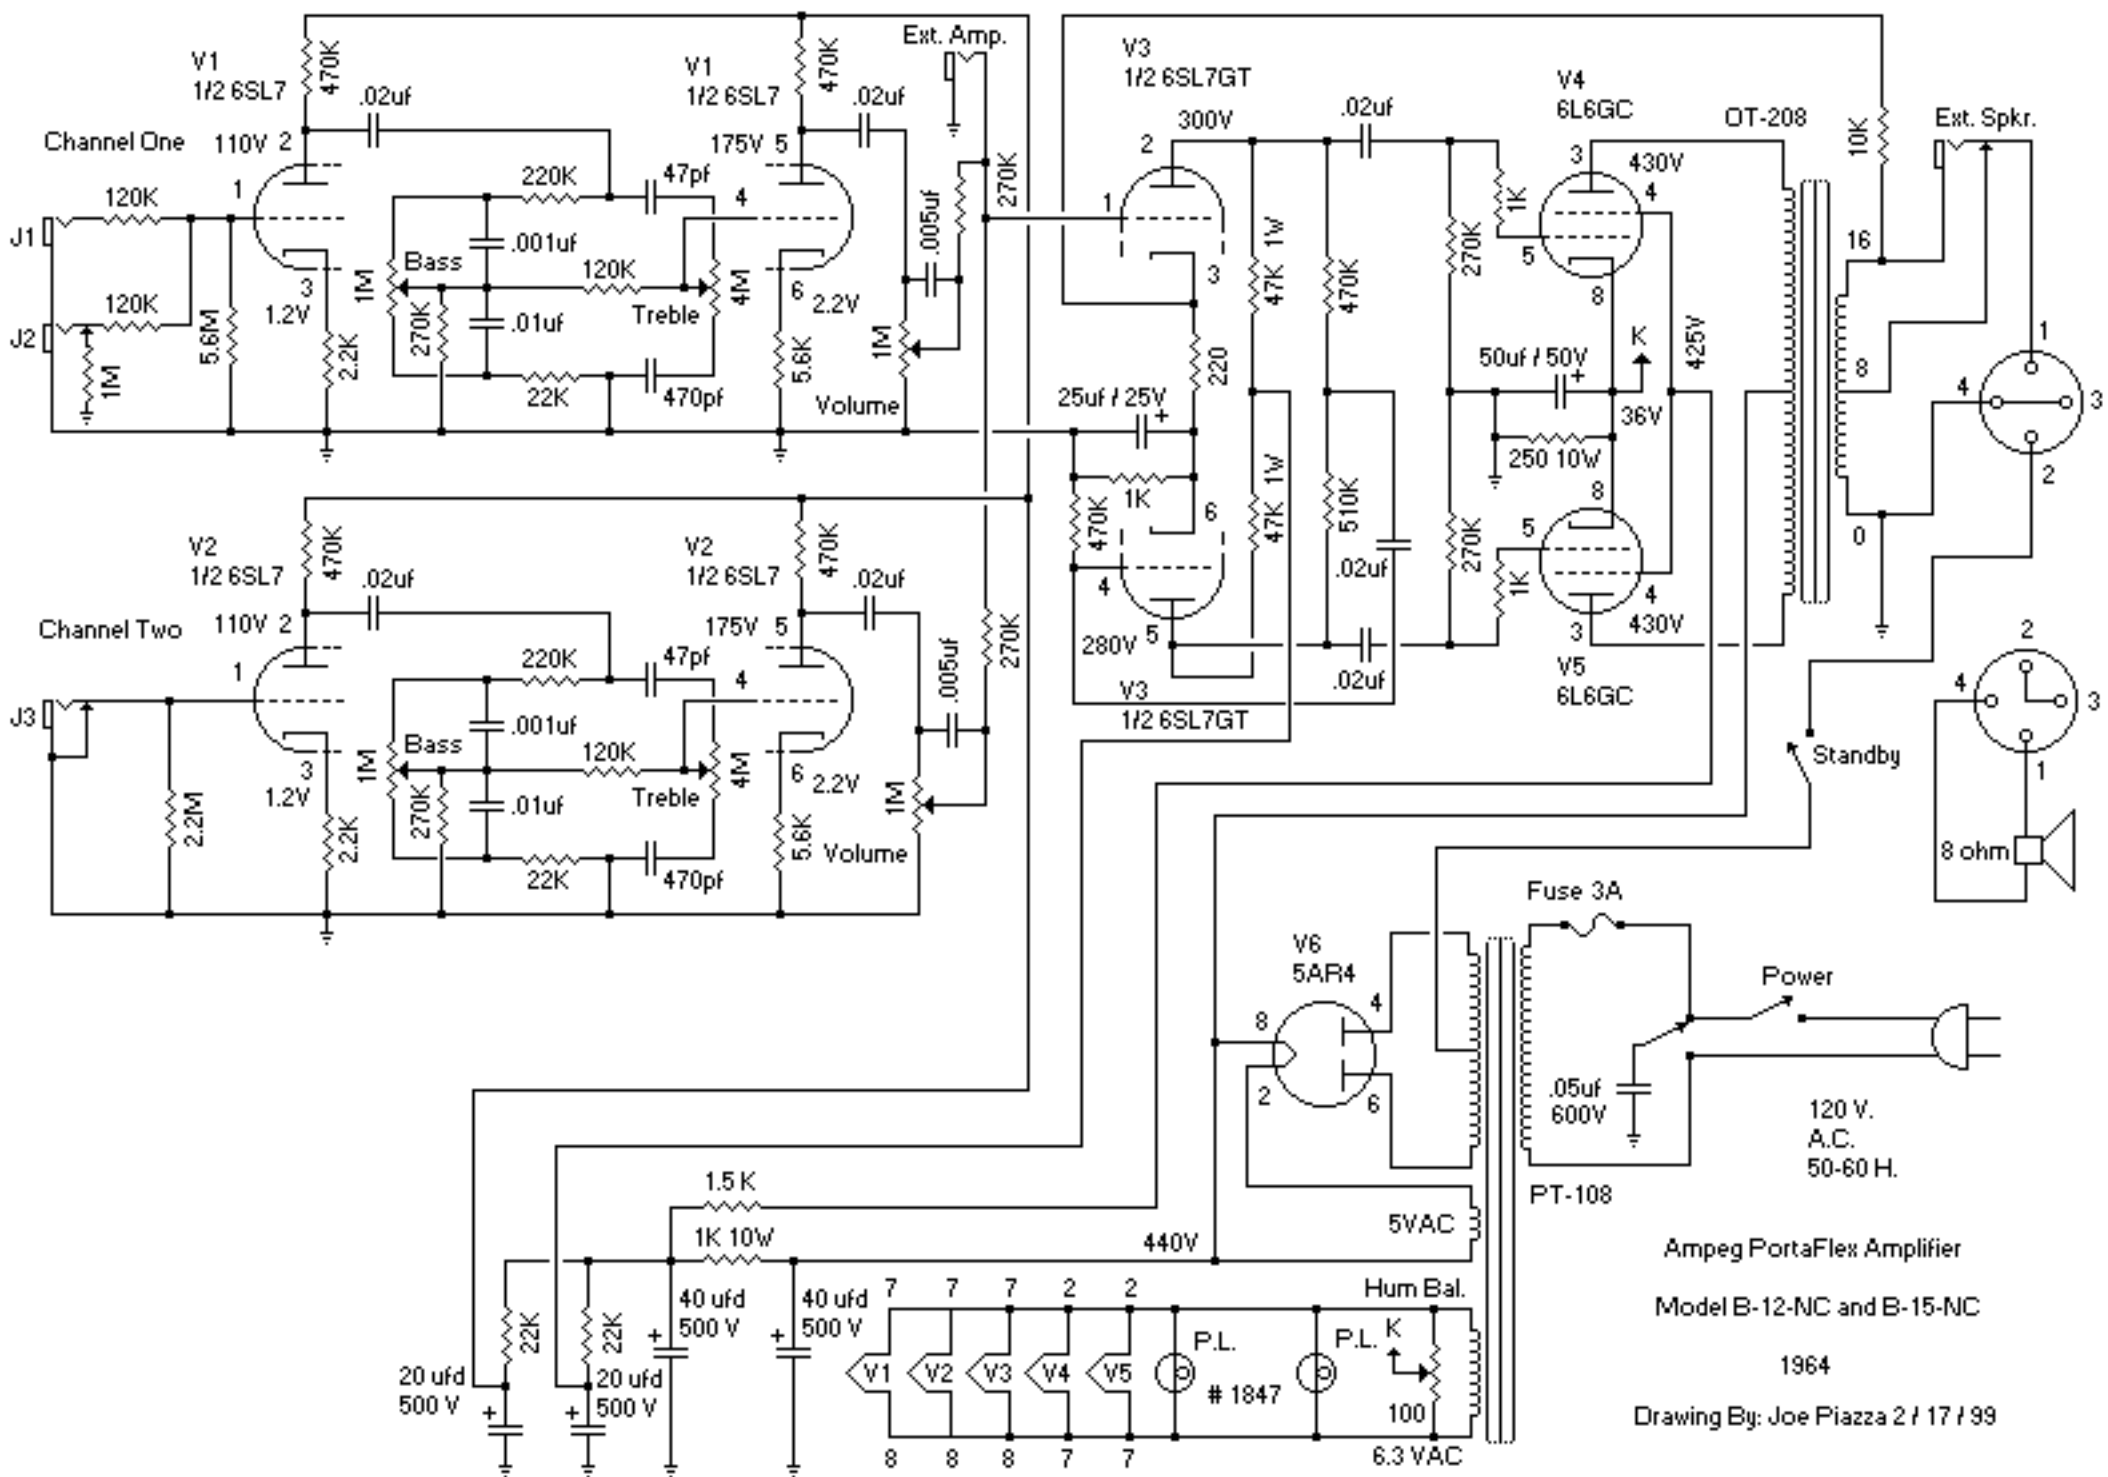 Ext. Amp.
V1
1/2 6SL7
470K
.02uf
V1
1/2 6SL7
470K
.02uf
V3
1/2 6SL7GT
300V
.02uf
V4
6L6GC
OT-208
10K
Ext. Spkr.
Channel One
110V 2
175V 5
2
3
430V
1
220K
47pf
4
270K
1
4
J1
120K
.001uf
.005uf
3
47K 1W
470K
270K
1K
5
16
1M
Bass
120K
4M
8
J2
120K
3
1.2V
270K
.01uf
Treble
6
2.2V
1M
220
50uf / 50V
+
K
425V
8
1
4
3
2
1M
5.6M
2.2K
22K
470pf
5.6K
Volume
25uf / 25V
+
36V
250 10W
1K
470K
6
47K 1W
510K
.02uf
8
5
270K
1K
0
V2
1/2 6SL7
470K
.02uf
V2
1/2 6SL7
470K
.02uf
4
4
Channel Two
110V 2
175V 5
280V 5
3
430V
1
220K
47pf
4
.005uf
270K
V3
1/2 6SL7GT
.02uf
V5
6L6GC
2
4
3
1
J3
.001uf
1M
Bass
120K
4M
Standby
3
1.2V
270K
.01uf
Treble
6
2.2V
1M
2.2M
2.2K
22K
470pf
5.6K
Volume
8 ohm
Fuse 3A
V6
5AR4
Power
4
8
2
6
.05uf
600V
120 V.
A.C.
50-60 H.
1.5 K
PT-108
5VAC
1K 10W
440V
Ampeg PortaFlex Amplifier
7
7
7
2
2
Hum Bal.
22K
22K
40 ufd
500 V
+
40 ufd
500 V
+
Model B-12-NC and B-15-NC
P.L.
P.L.
K
V1
V2
V3
V4
V5
1964
20 ufd
500 V
+
20 ufd
500 V
+
# 1847
100
Drawing By: Joe Piazza 2 / 17 / 99
8
8
8
7
7
6.3 VAC